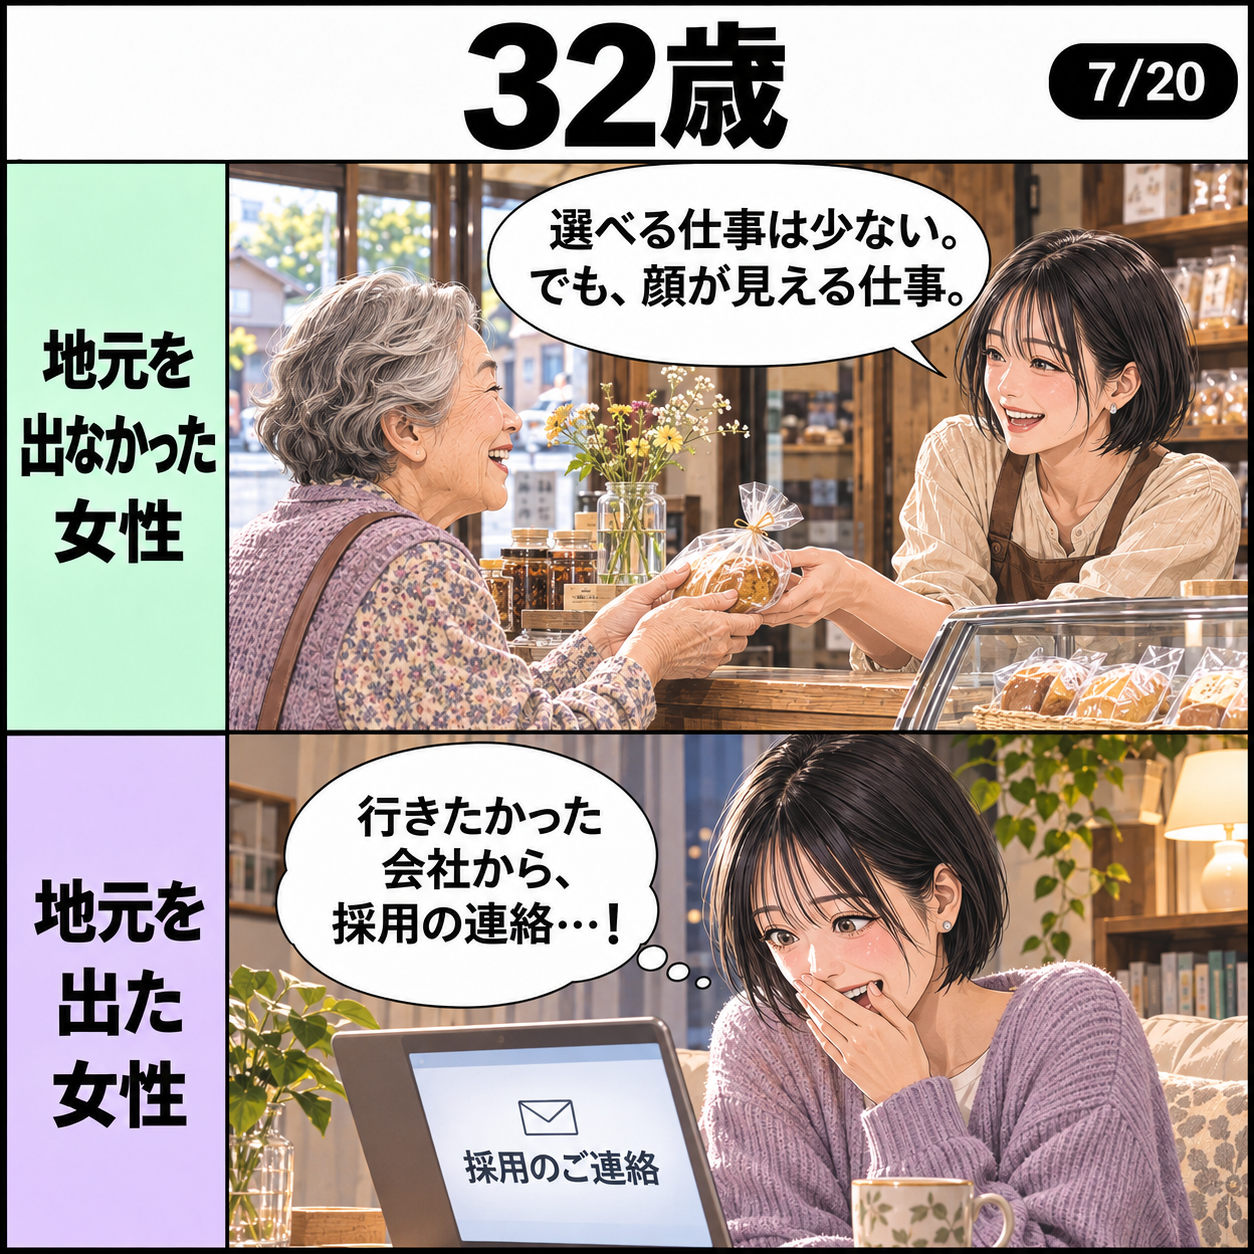 32歳
7/20
地元を
出なかった
女性
選べる仕事は少ない。
でも、顔が見える仕事。
地元を
出た
女性
行きたかった
会社から、
採用の連絡…！
採用のご連絡